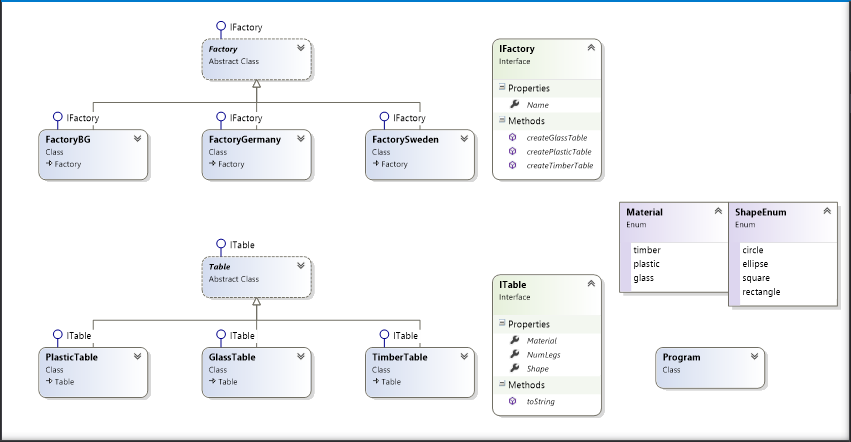 IFactory
Factory
Abstract Class
IFactory
FactoryBG
Class
Factory
IFactory
FactoryGermany
Class
Factory
IFactory
FactorySweden
Class
Factory
IFactory
Interface
Properties
Name
Methods
createGlassTable
createPlasticTable
createTimberTable
Material
Enum
timber
plastic
glass
ShapeEnum
Enum
circle
ellipse
square
rectangle
ITable
Table
Abstract Class
ITable
PlasticTable
Class
Table
ITable
GlassTable
Class
Table
ITable
TimberTable
Class
Table
ITable
Interface
Properties
Material
NumLegs
Shape
Methods
toString
Program
Class